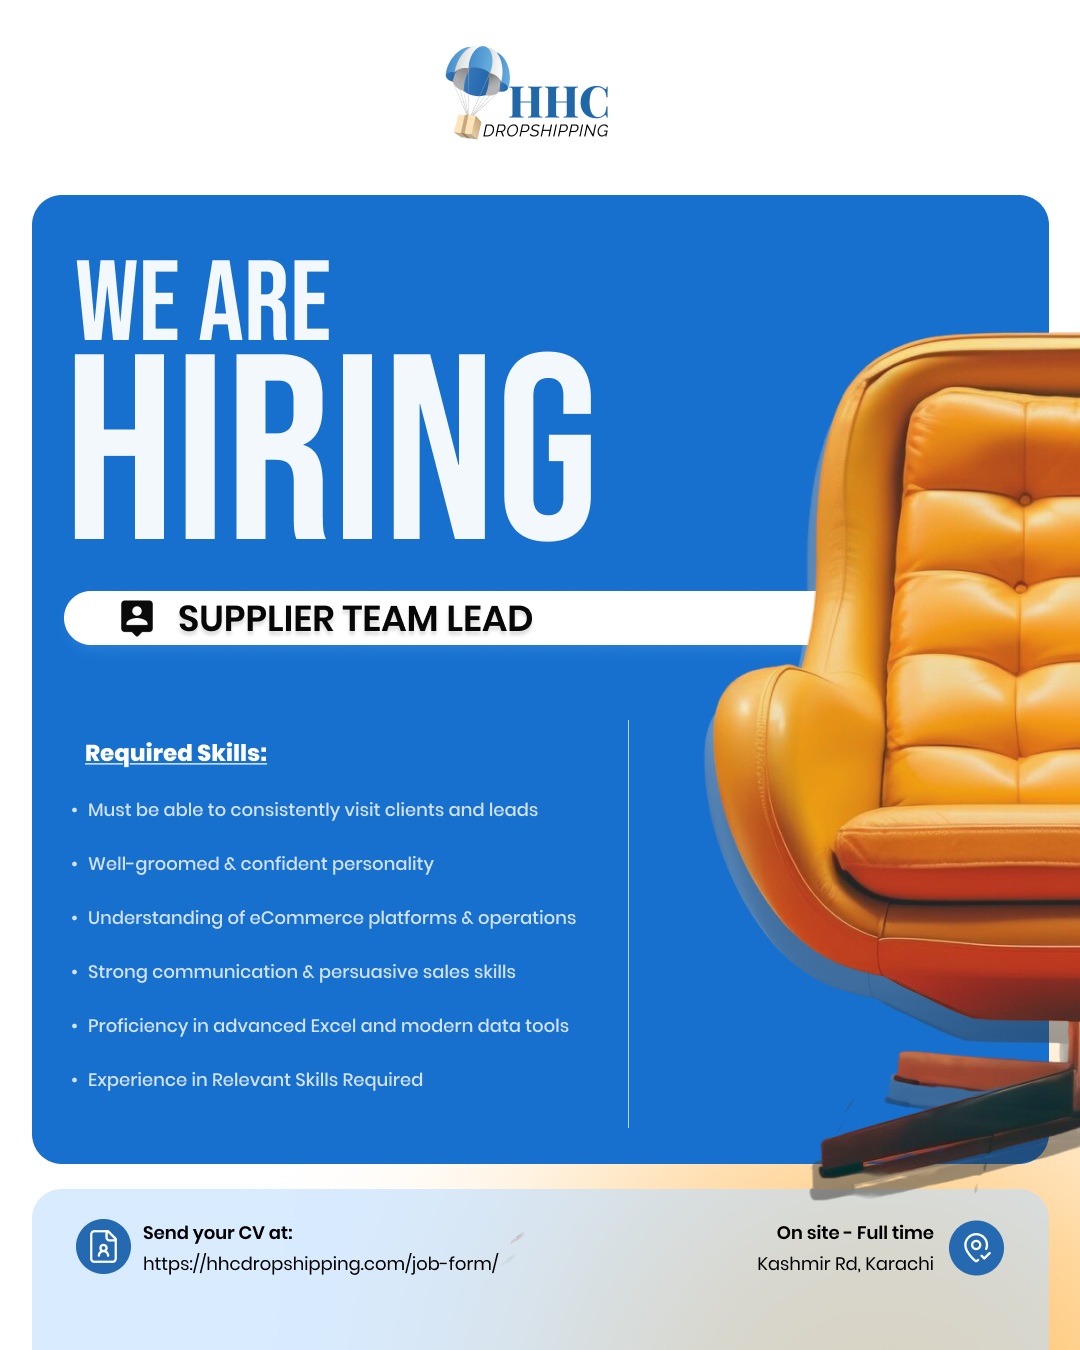 HHC
DROPSHIPPING
WE ARE
HIRING
SUPPLIER TEAM LEAD
Required Skills:
• Must be able to consistently visit clients and leads
• Well-groomed & confident personality
• Understanding of eCommerce platforms & operations
• Strong communication & persuasive sales skills
• Proficiency in advanced Excel and modern data tools
• Experience in Relevant Skills Required
Send your CV at:
https://hhcdropshipping.com/job-form/
On site - Full time
Kashmir Rd, Karachi